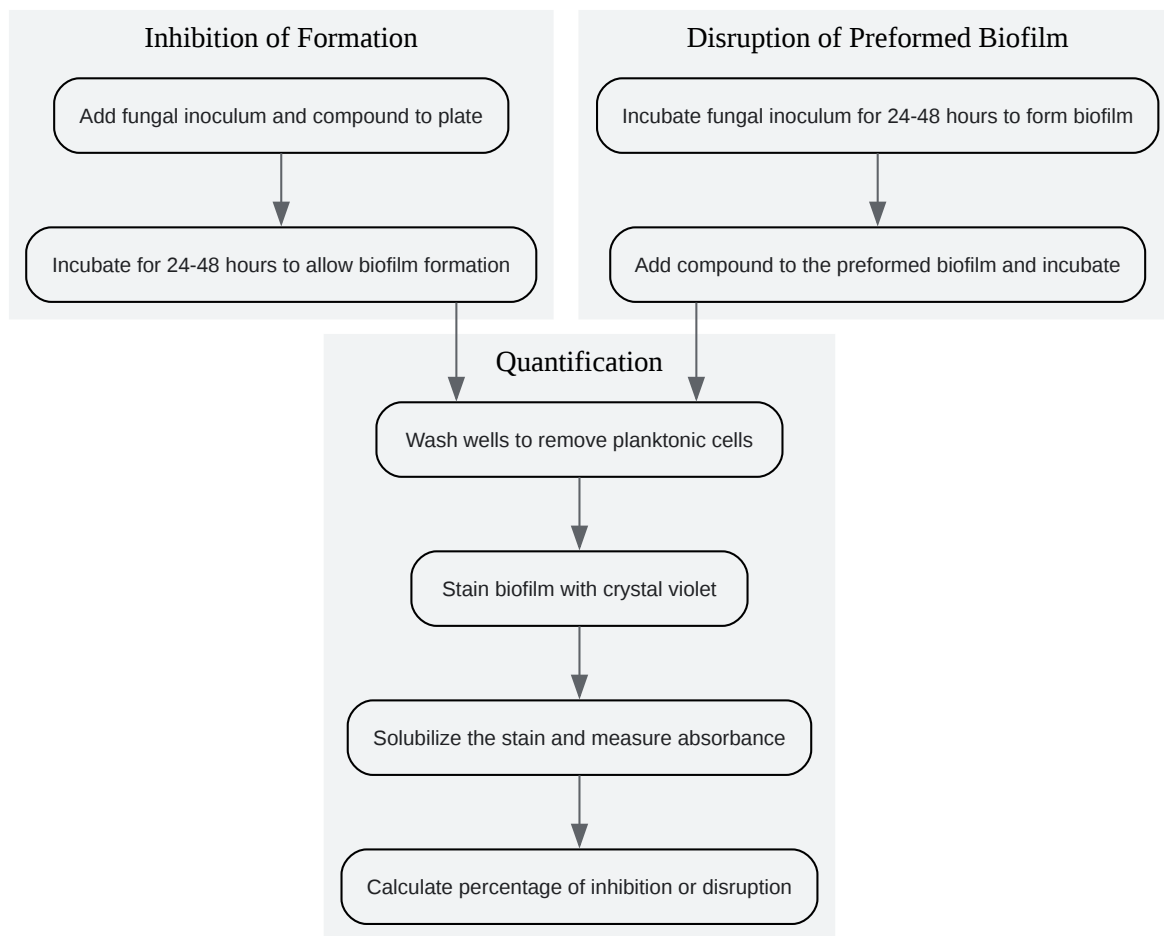 Inhibition of Formation
Add fungal inoculum and compound to plate
Incubate for 24-48 hours to allow biofilm formation
Disruption of Preformed Biofilm
Incubate fungal inoculum for 24-48 hours to form biofilm
Add compound to the preformed biofilm and incubate
Quantification
Wash wells to remove planktonic cells
Stain biofilm with crystal violet
Solubilize the stain and measure absorbance
Calculate percentage of inhibition or disruption